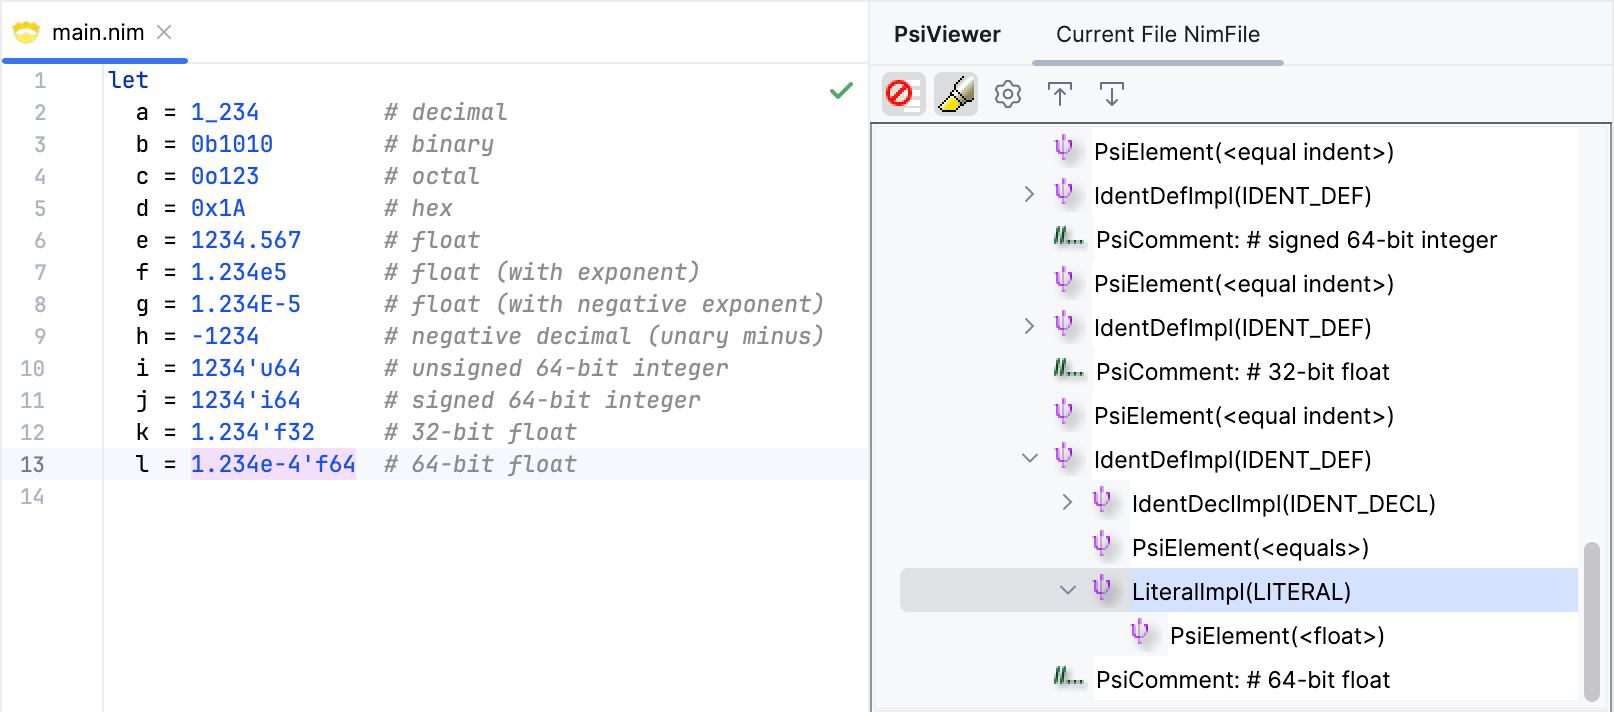 main.nim
1 let
2 a = 1_234 # decimal
3 b = 0b1010 # binary
4 c = 0o123 # octal
5 d = 0x1A # hex
6 e = 1234.567 # float
7 f = 1.234e5 # float (with exponent)
8 g = 1.234E-5 # float (with negative exponent)
9 h = -1234 # negative decimal (unary minus)
10 i = 1234'u64 # unsigned 64-bit integer
11 j = 1234'i64 # signed 64-bit integer
12 k = 1.234'f32 # 32-bit float
13 l = 1.234e-4'f64 # 64-bit float
14
PsiViewer Current File NimFile
PsiElement(<equal indent>)
IdentDefImpl(IDENT_DEF)
PsiComment: # signed 64-bit integer
PsiElement(<equal indent>)
IdentDefImpl(IDENT_DEF)
PsiComment: # 32-bit float
PsiElement(<equal indent>)
IdentDefImpl(IDENT_DEF)
IdentDeclImpl(IDENT_DECL)
PsiElement(<equals>)
LiteralImpl(LITERAL)
PsiElement(<float>)
PsiComment: # 64-bit float